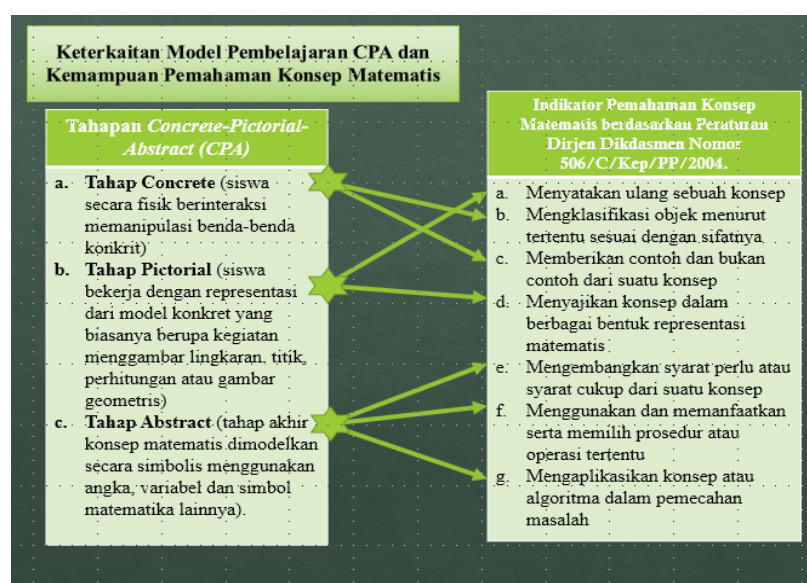 Keterkaitan Model Pembelajaran CPA dan
Kemampuan Pemahaman Konsep Matematis
Tahapan Concrete-Pictorial-
Abstract (CPA)
a. Tahap Concrete (siswa
secara fisik berinteraksi
memanipulasi benda-benda
konkrit)
b. Tahap Pictorial (siswa
bekerja dengan representasi
dari model konkret yang
biasanya berupa kegiatan
menggambar lingkaran, titik,
perhitungan atau gambar
geometris)
c. Tahap Abstract (tahap akhir
konsep matematis dimodelkan
secara simbolis menggunakan
angka, variabel dan simbol
matematika lainnya).
Indikator Pemahaman Konsep
Matematis berdasarkan Peraturan
Dirjen Dikdasmen Nomor
506/C/Kep/PP/2004.
a. Menyatakan ulang sebuah konsep
b. Mengklasifikasi objek menurut
tertentu sesuai dengan sifatnya
c. Memberikan contoh dan bukan
contoh dari suatu konsep
d. Menyajikan konsep dalam
berbagai bentuk representasi
matematis
e. Mengembangkan syarat perlu atau
syarat cukup dari suatu konsep
f. Menggunakan dan memanfaatkan
serta memilih prosedur atau
operasi tertentu
g. Mengaplikasikan konsep atau
algoritma dalam pemecahan
masalah